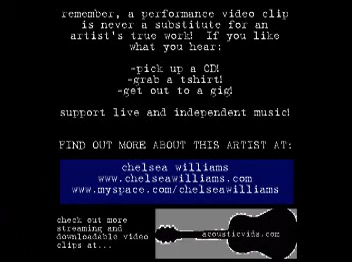 remember, a performance video clip
is never a substitute for an
artist's true work! If you like
what you hear:
-pick up a CD!
-grab a tshirt!
-get out to a gig!
support live and independent music!
FIND OUT MORE ABOUT THIS ARTIST AT:
chelsea williams
www.chelseawilliams.com
www.myspace.com/chelseawilliams
check out more
streaming and
downloadable video
clips at...
acousticvids.com